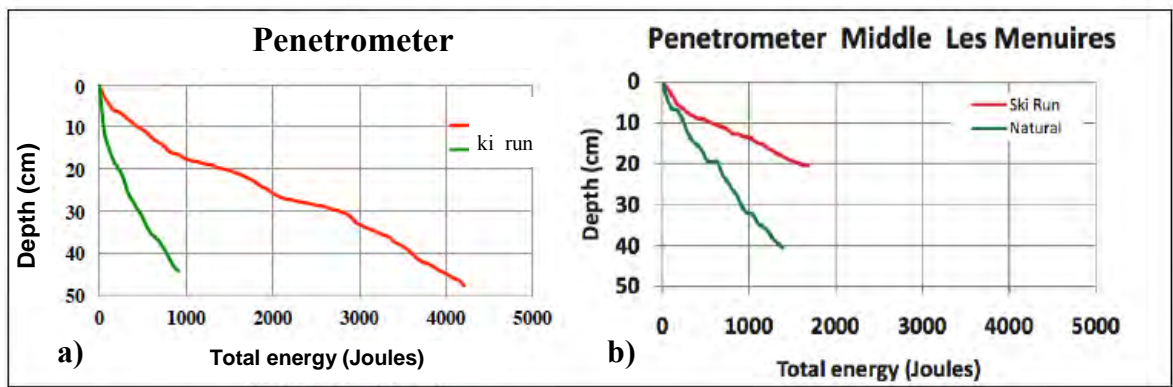 Penetrometer
0
10
20
30
40
50
Depth (cm)
ki run
0 1000 2000 3000 4000 5000
a)
Total energy (Joules)
Penetrometer Middle Les Menuires
0
10
20
30
40
50
Depth (cm)
Ski Run
Natural
0 1000 2000 3000 4000 5000
b)
Total energy (Joules)